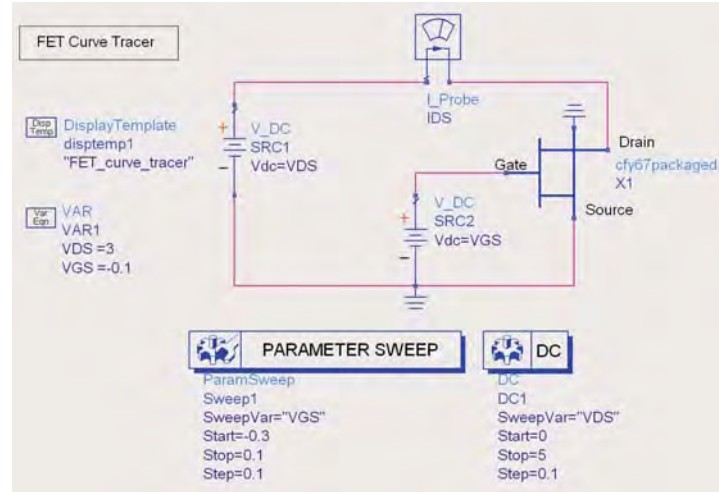 FET Curve Tracer
I_Probe
IDS
Disp
Temp
DisplayTemplate
disptemp1
"FET_curve_tracer"
+
V_DC
SRC1
Vdc=VDS
-
Drain
cfy67packaged
X1
Gate
Source
Var
Eqn
VAR
VAR1
VDS =3
VGS =-0.1
+
V_DC
SRC2
Vdc=VGS
-
PARAMETER SWEEP
ParamSweep
Sweep1
SweepVar="VGS"
Start=-0.3
Stop=0.1
Step=0.1
DC
DC
DC1
SweepVar="VDS"
Start=0
Stop=5
Step=0.1